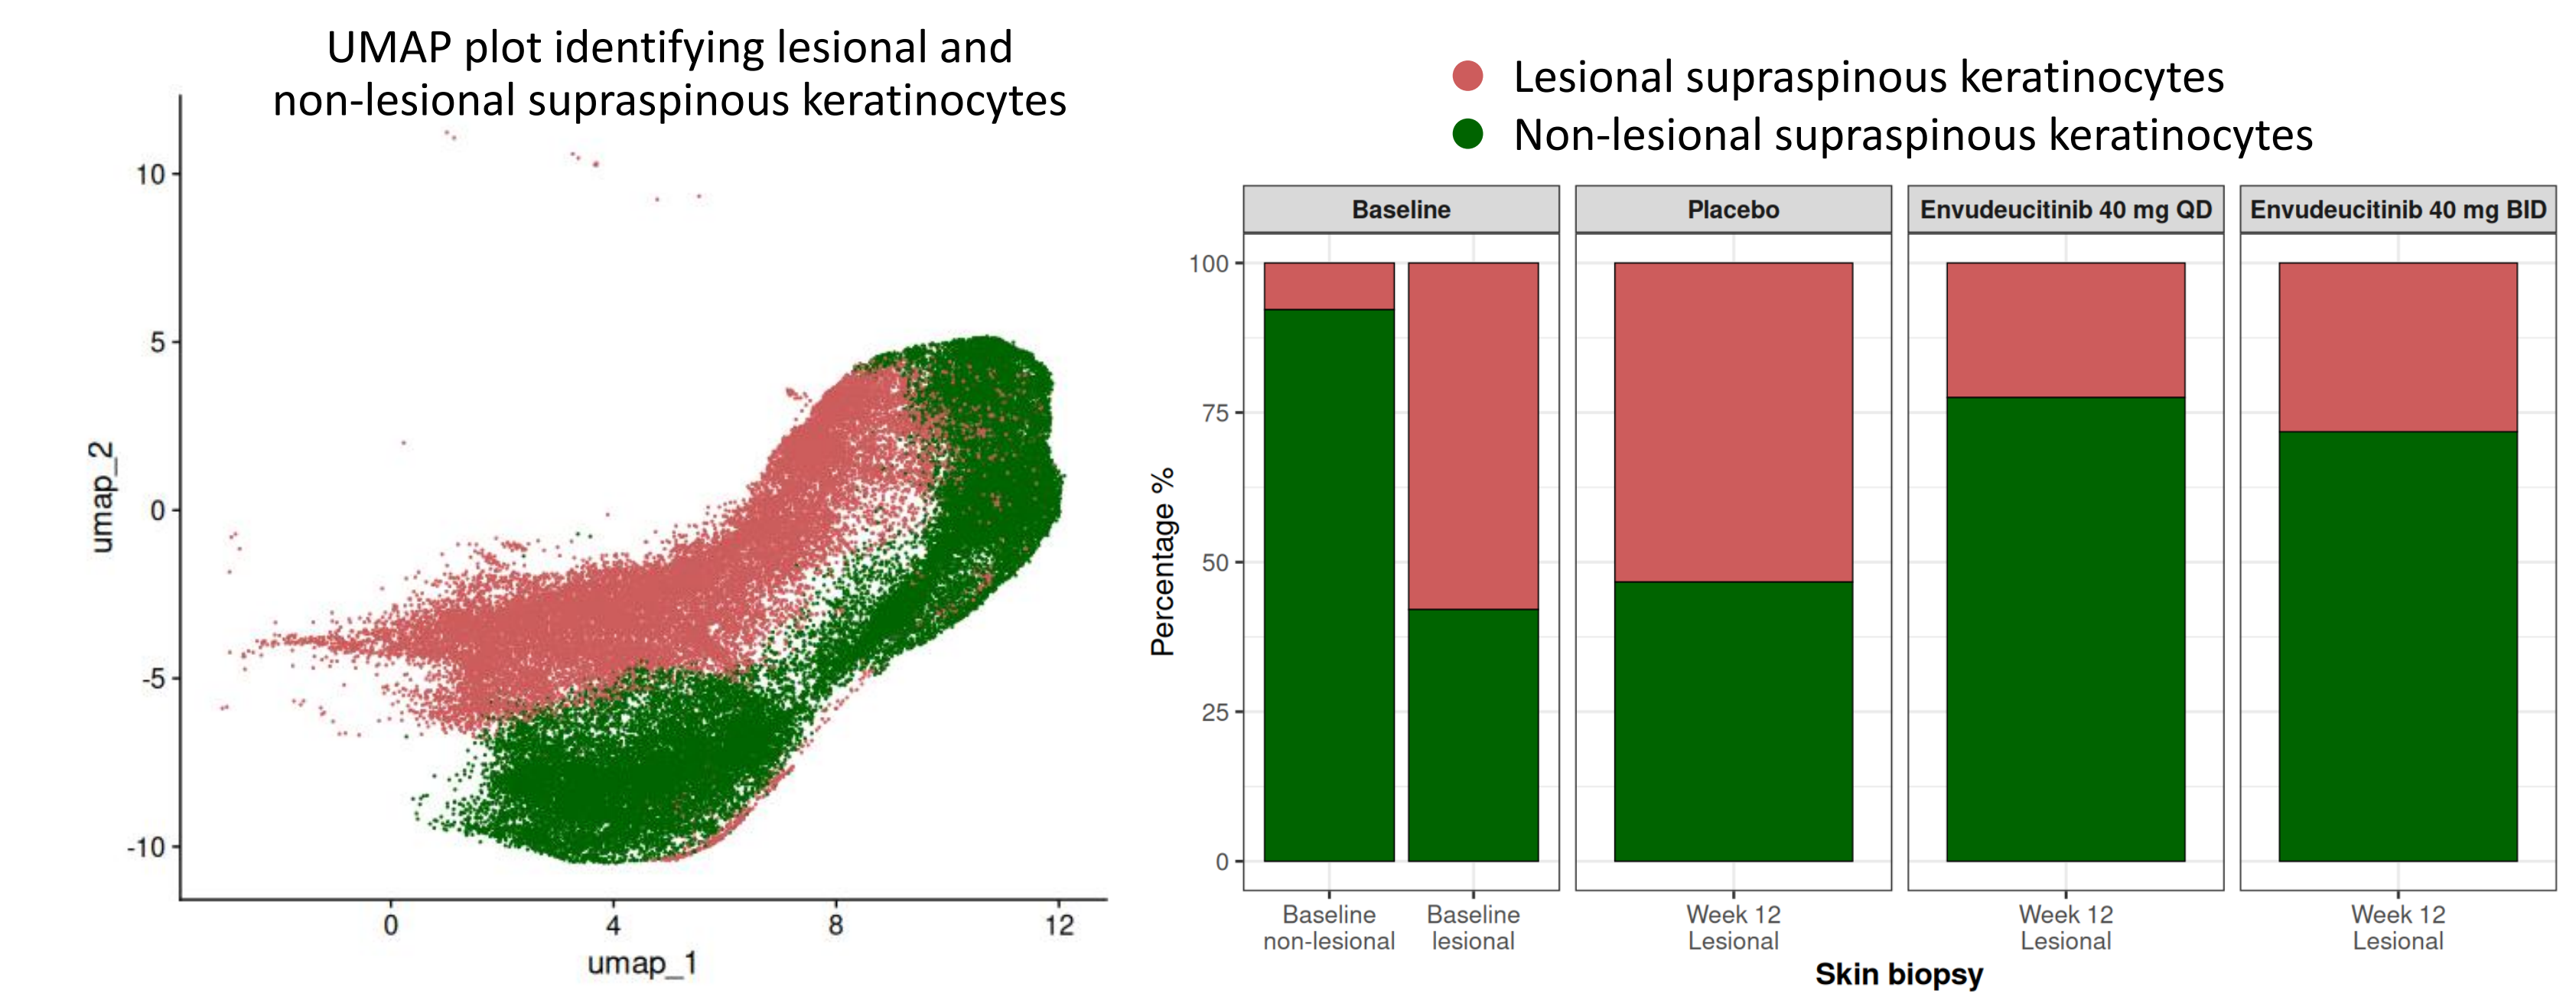 UMAP plot identifying lesional and
non-lesional supraspinous keratinocytes
10
5
0
-5
-10
umap_2
0 4 8 12
umap_1
Lesional supraspinous keratinocytes
Non-lesional supraspinous keratinocytes
Baseline Placebo Envudeucitinib 40 mg QD Envudeucitinib 40 mg BID
100
75
50
25
0
Percentage %
Baseline Baseline Week 12 Week 12 Week 12
non-lesional lesional Lesional Lesional Lesional
Skin biopsy